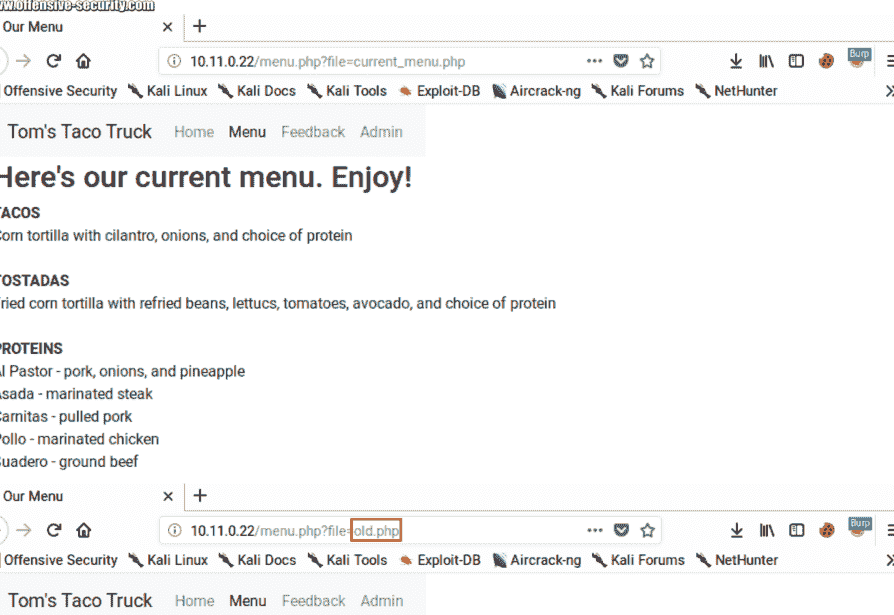 www.offensive-security.com
Our Menu × +
10.11.0.22/menu.php?file=current_menu.php
Burp
Offensive Security Kali Linux Kali Docs Kali Tools Exploit-DB Aircrack-ng Kali Forums NetHunter
Tom's Taco Truck Home Menu Feedback Admin
Here's our current menu. Enjoy!
TACOS
Corn tortilla with cilantro, onions, and choice of protein
TOSTADAS
Fried corn tortilla with refried beans, lettucs, tomatoes, avocado, and choice of protein
PROTEINS
Al Pastor - pork, onions, and pineapple
Asada - marinated steak
Carnitas - pulled pork
Pollo - marinated chicken
Suadero - ground beef
Our Menu × +
10.11.0.22/menu.php?file=old.php
Burp
Offensive Security Kali Linux Kali Docs Kali Tools Exploit-DB Aircrack-ng Kali Forums NetHunter
Tom's Taco Truck Home Menu Feedback Admin